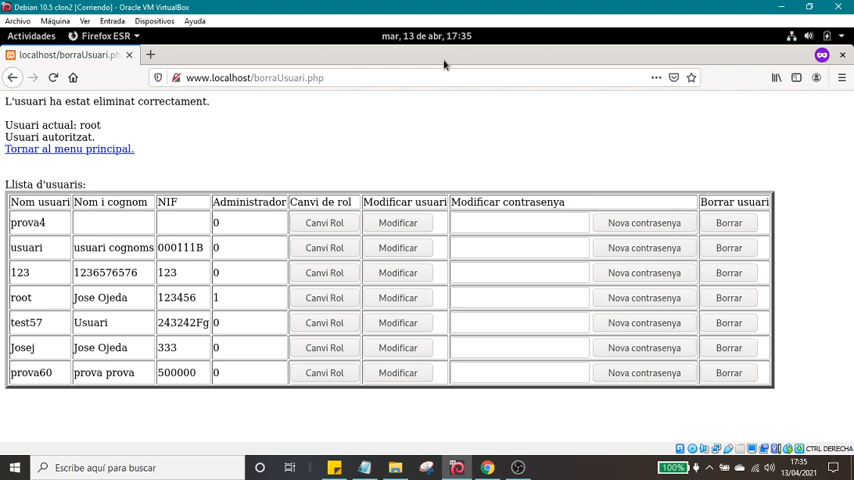 Debian 10.5 clon2 [Corriendo] - Oracle VM VirtualBox
Archivo Máquina Ver Entrada Dispositivos Ayuda
Actividades Firefox ESR mar, 13 de abr, 17:35
localhost/borraUsuari.ph
www.localhost/borraUsuari.php
L'usuari ha estat eliminat correctament.
Usuari actual: root
Usuari autoritzat.
Tornar al menu principal.
Llista d'usuaris:
Nom usuari Nom i cognom NIF Administrador Canvi de rol Modificar usuari Modificar contrasenya Borrar usuari
prova4 0 Canvi Rol Modificar Nova contrasenya Borrar
usuari usuari cognoms 000111B 0 Canvi Rol Modificar Nova contrasenya Borrar
123 1236576576 123 0 Canvi Rol Modificar Nova contrasenya Borrar
root Jose Ojeda 123456 1 Canvi Rol Modificar Nova contrasenya Borrar
test57 Usuari 243242Fg 0 Canvi Rol Modificar Nova contrasenya Borrar
Josej Jose Ojeda 333 0 Canvi Rol Modificar Nova contrasenya Borrar
prova60 prova prova 500000 0 Canvi Rol Modificar Nova contrasenya Borrar
CTRL DERECHA
Escribe aquí para buscar
100%
17:35
13/04/2021